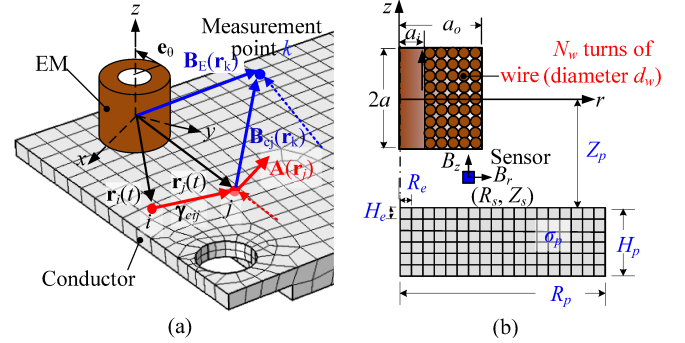 z
Measurement
point k
e_θ
EM
B_E(r_k)
y
x
B_cj(r_k)
A(r_j)
r_i(t)
r_j(t)
j
i
γ_eij
Conductor
(a)
z
a_o
a_i
N_w turns of
wire (diameter d_w)
2a
r
B_z
Sensor
Z_p
B_r
R_e
(R_s, Z_s)
H_e
σ_p
H_p
R_p
(b)